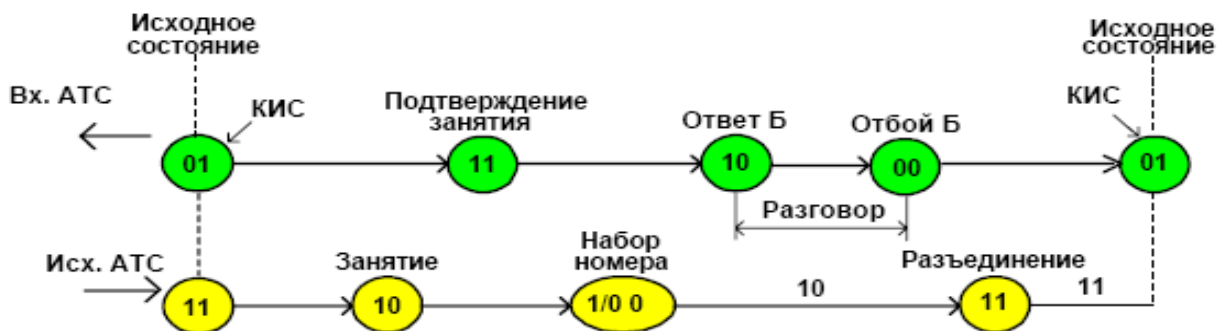 Исходное
состояние
Исходное
состояние
Вх. АТС
КИС
Подтверждение
занятия
Ответ Б
Отбой Б
КИС
01
11
10
00
01
Разговор
Исх. АТС
Занятие
Набор
номера
Разъединение
11
10
1/0 0
10
11
11